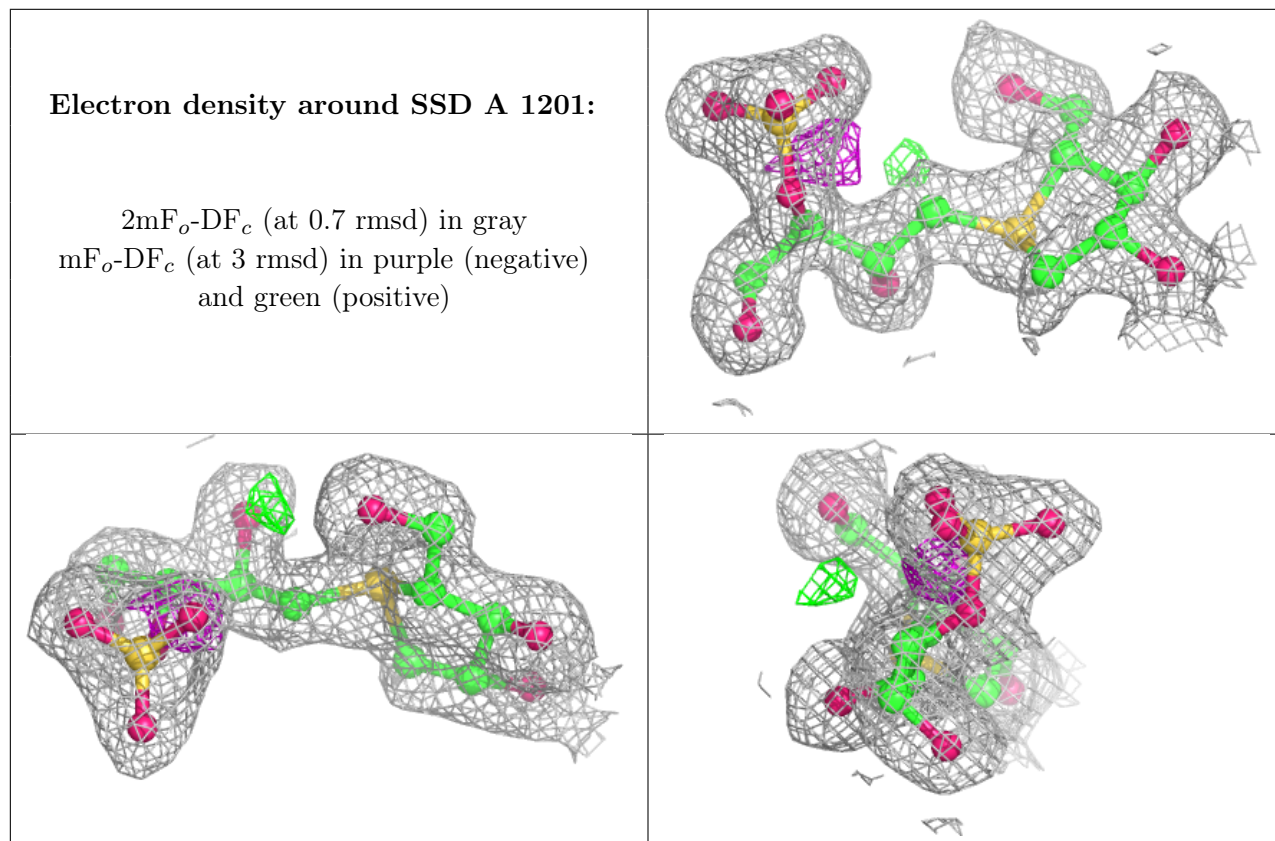 Electron density around SSD A 1201:
2mFo-DFc (at 0.7 rmsd) in gray
mFo-DFc (at 3 rmsd) in purple (negative)
and green (positive)